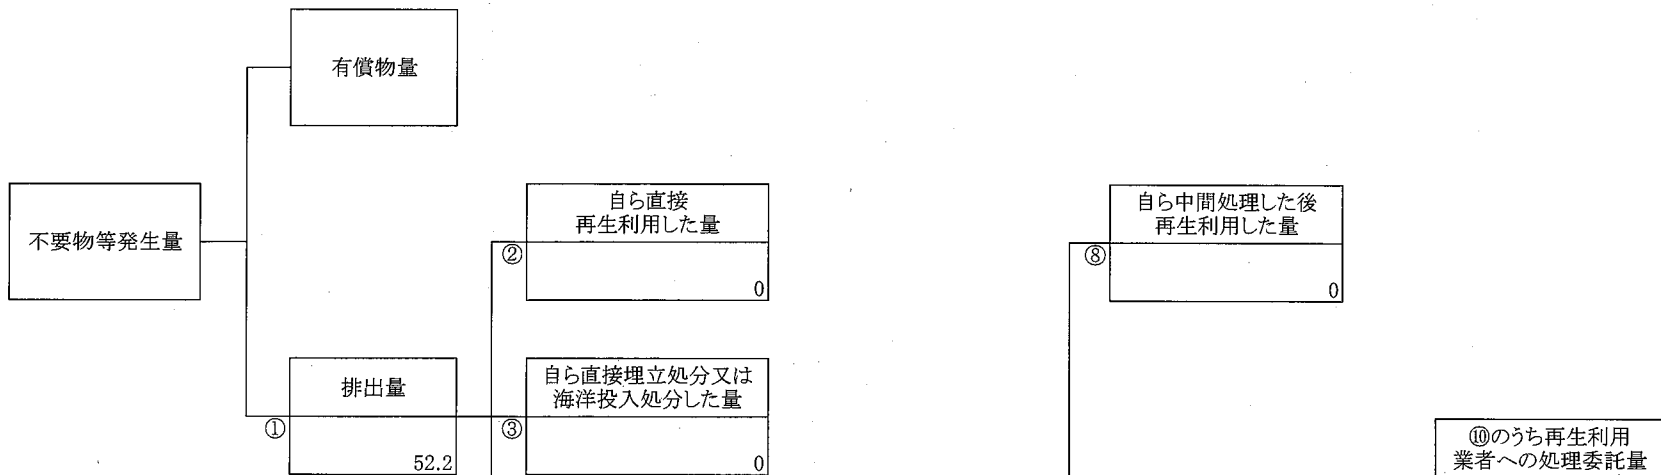 有償物量
不要物等発生量
自ら直接
再生利用した量
②
0
自ら中間処理した後
再生利用した量
⑧
0
排出量
①
52.2
自ら直接埋立処分又は
海洋投入処分した量
③
0
⑩のうち再生利用
業者への処理委託量